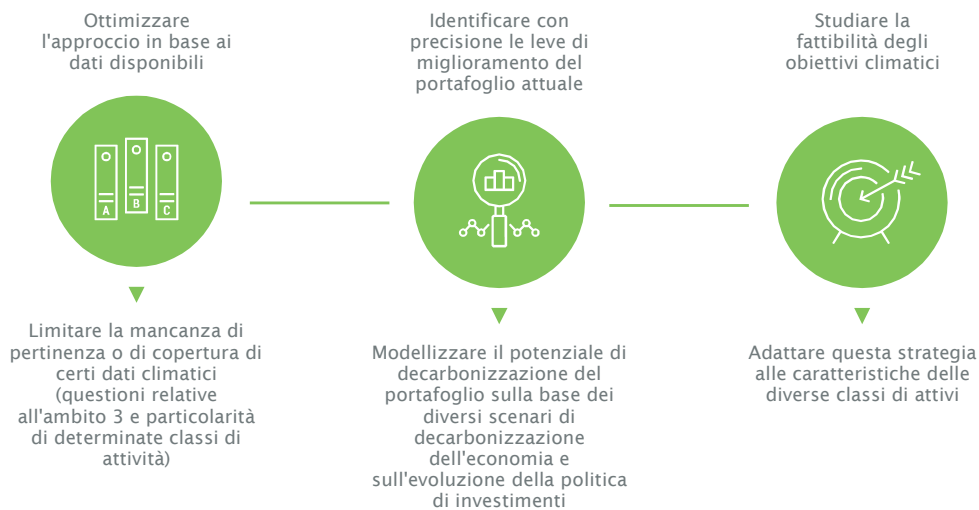 Ottimizzare
l'approccio in base ai
dati disponibili
Identificare con
precisione le leve di
miglioramento del
portafoglio attuale
Studiare la
fattibilità degli
obiettivi climatici
A
B
C
Limitare la mancanza di
pertinenza o di copertura di
certi dati climatici
(questioni relative
all'ambito 3 e particolarità
di determinate classi di
attività)
Modellizzare il potenziale di
decarbonizzazione del
portafoglio sulla base dei
diversi scenari di
decarbonizzazione
dell'economia e
sull'evoluzione della politica
di investimenti
Adattare questa strategia
alle caratteristiche delle
diverse classi di attivi